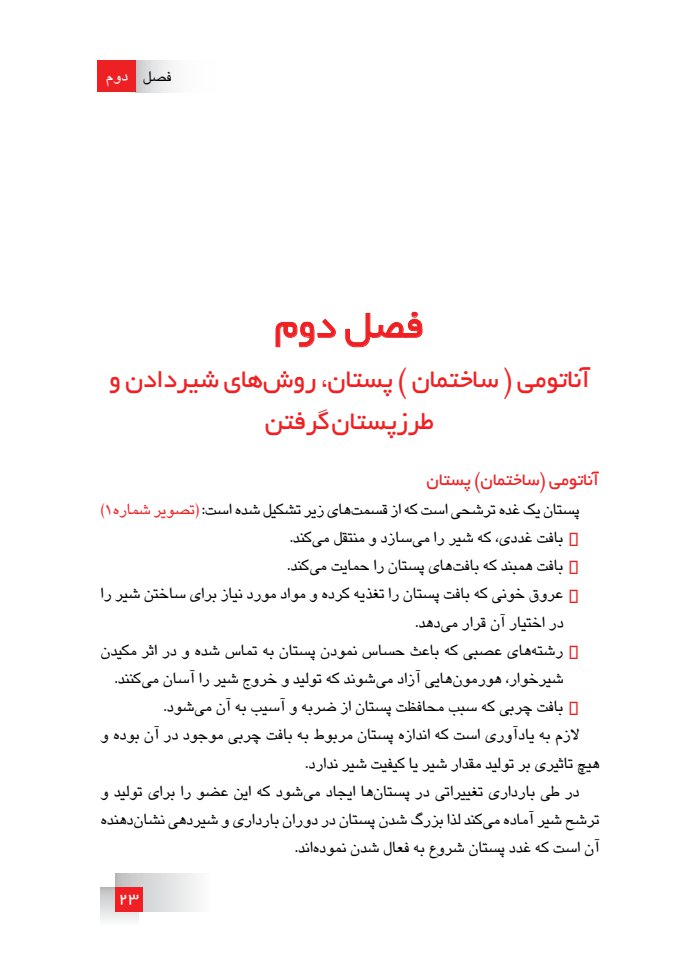 فصل دوم
فصل دوم
آناتومی ( ساختمان ) پستان، روش‌های شیردادن و
طرزپستان‌گرفتن
آناتومی (ساختمان) پستان
پستان یک غده ترشحی است که از قسمت‌های زیر تشکیل شده است: (تصویر شماره۱)
بافت غددی، که شیر را می‌سازد و منتقل می‌کند.
بافت همبند که بافت‌های پستان را حمایت می‌کند.
عروق خونی که بافت پستان را تغذیه کرده و مواد مورد نیاز برای ساختن شیر را
در اختیار آن قرار می‌دهد.
رشته‌های عصبی که باعث حساس نمودن پستان به تماس شده و در اثر مکیدن
شیرخوار، هورمون‌هایی آزاد می‌شوند که تولید و خروج شیر را آسان می‌کنند.
بافت چربی که سبب محافظت پستان از ضربه و آسیب به آن می‌شود.
لازم به یادآوری است که اندازه پستان مربوط به بافت چربی موجود در آن بوده و
هیچ تاثیری بر تولید مقدار شیر یا کیفیت شیر ندارد.
در طی بارداری تغییراتی در پستان‌ها ایجاد می‌شود که این عضو را برای تولید و
ترشح شیر آماده می‌کند لذا بزرگ شدن پستان در دوران بارداری و شیردهی نشان‌دهنده
آن است که غدد پستان شروع به فعال شدن نموده‌اند.
۲۳